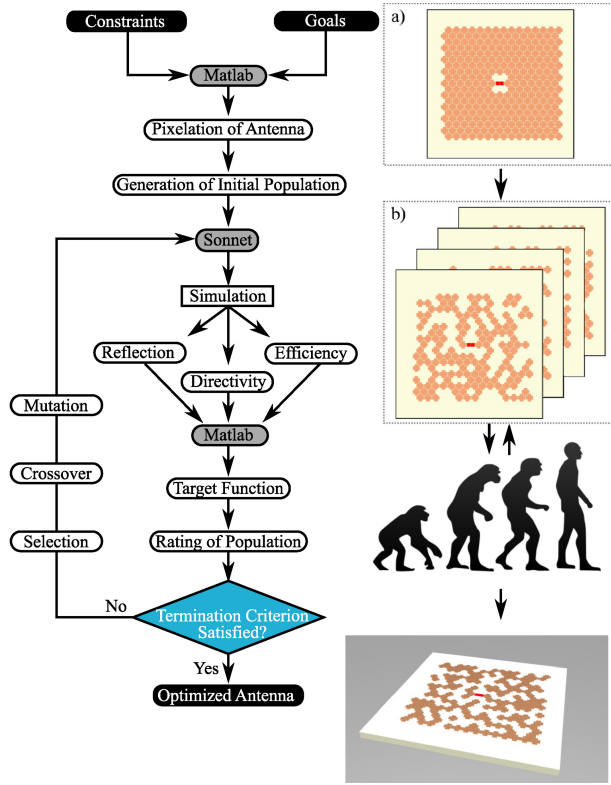 Constraints
Goals
Matlab
Pixelation of Antenna
Generation of Initial Population
Sonnet
Simulation
Reflection
Efficiency
Directivity
Matlab
Mutation
Crossover
Selection
Target Function
Rating of Population
No
Termination Criterion
Satisfied?
Yes
Optimized Antenna
a)
b)